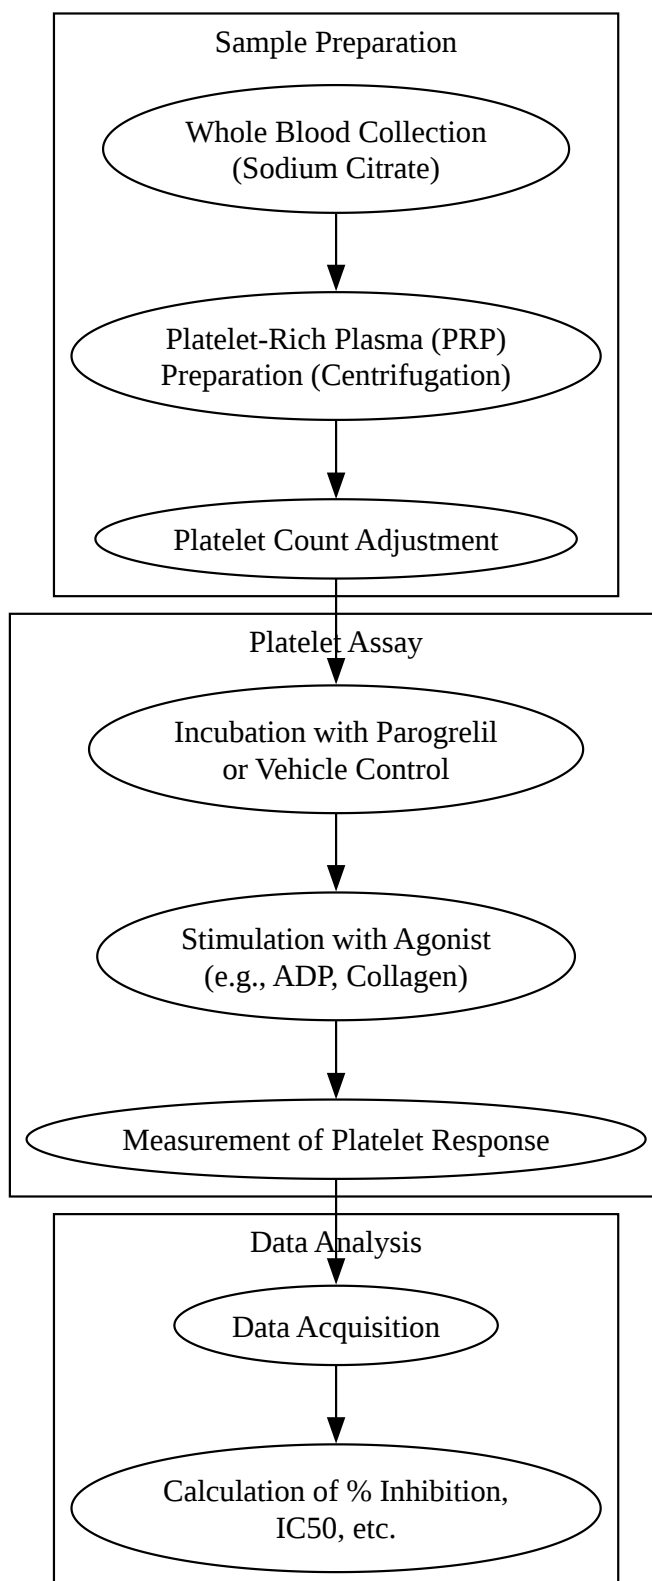 Sample Preparation
Whole Blood Collection
(Sodium Citrate)
Platelet-Rich Plasma (PRP)
Preparation (Centrifugation)
Platelet Count Adjustment
Platelet Assay
Incubation with Parogrelil
or Vehicle Control
Stimulation with Agonist
(e.g., ADP, Collagen)
Measurement of Platelet Response
Data Analysis
Data Acquisition
Calculation of % Inhibition,
IC50, etc.